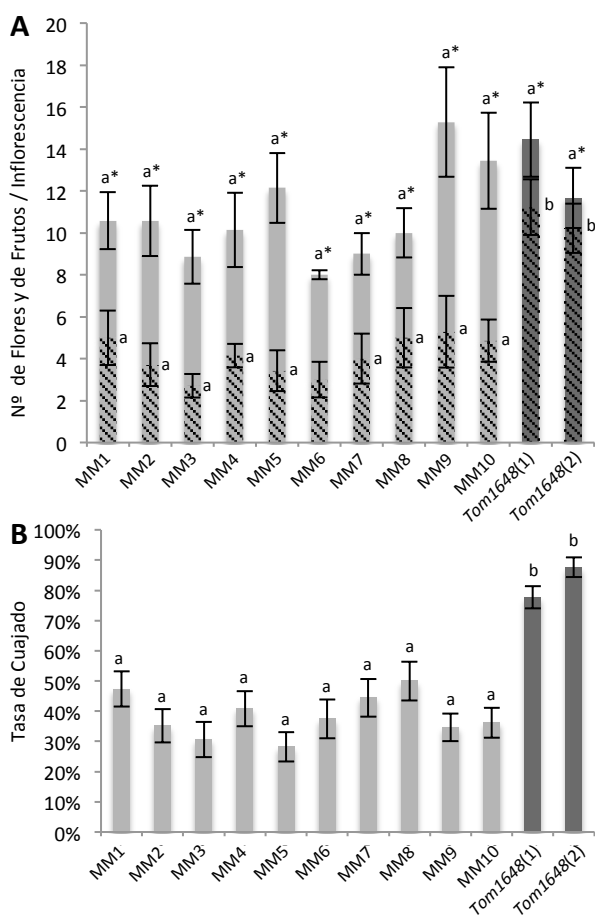 A
Nº de Flores y de Frutos / Inflorescencia
20
18
16
14
12
10
8
6
4
2
0
a* a* a* a* a* a* a* a* a* a* a* a*
a a a a a a a a a a b b
MM1 MM2 MM3 MM4 MM5 MM6 MM7 MM8 MM9 MM10 Tom1648(1) Tom1648(2)
B
Tasa de Cuajado
100%
90%
80%
70%
60%
50%
40%
30%
20%
10%
0%
a a a a a a a a a a b b
MM1 MM2 MM3 MM4 MM5 MM6 MM7 MM8 MM9 MM10 Tom1648(1) Tom1648(2)